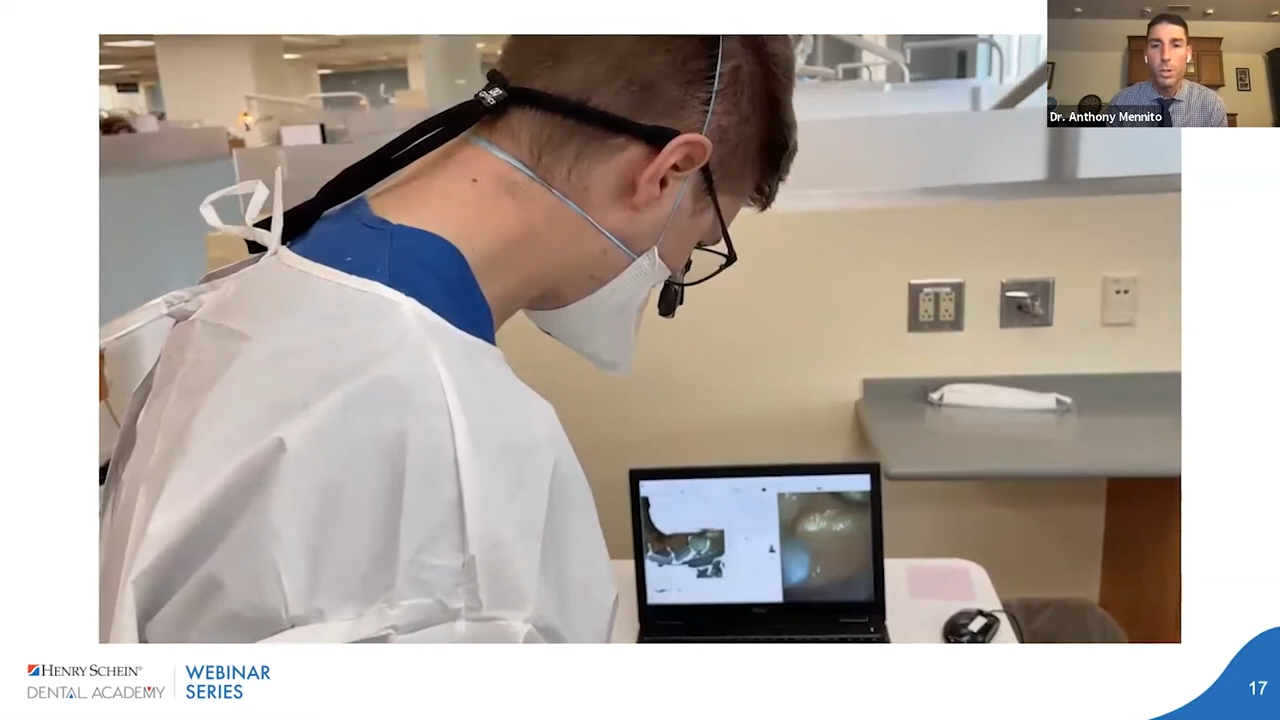 Dr. Anthony Mennito
HENRY SCHEIN®
DENTAL ACADEMY
WEBINAR
SERIES
17